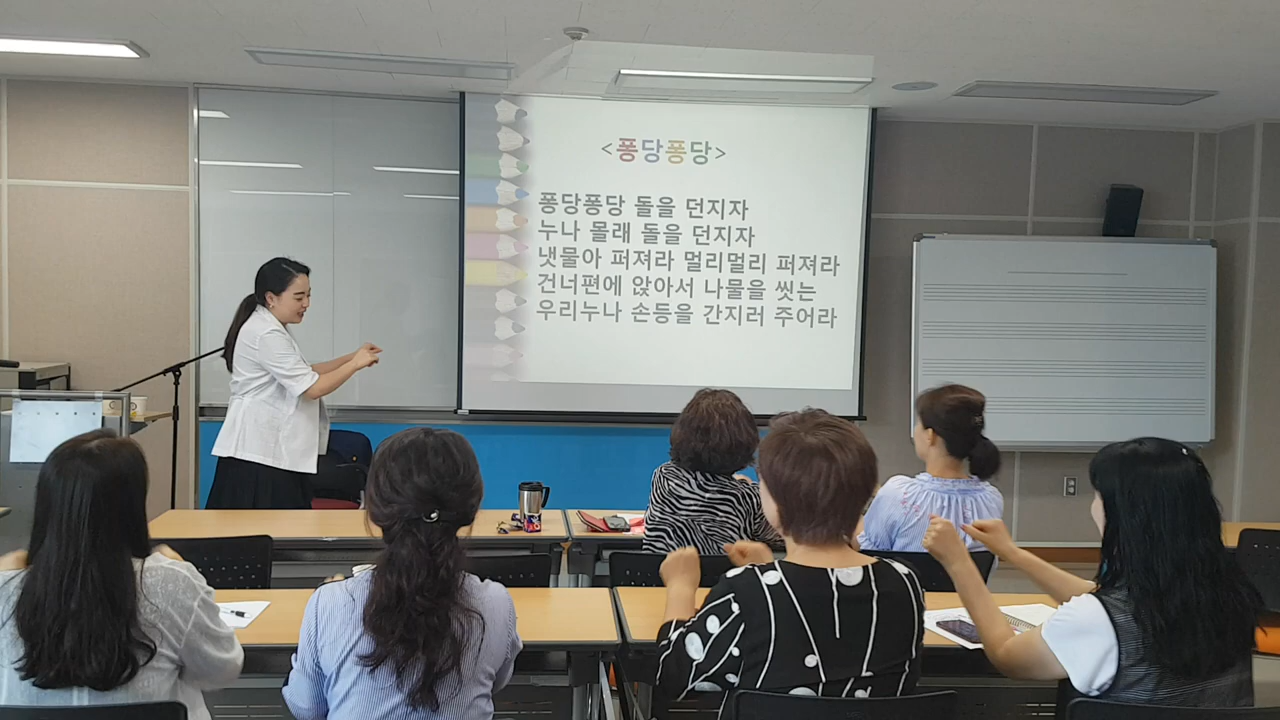 <퐁당퐁당>
퐁당퐁당 돌을 던지자
누나 몰래 돌을 던지자
냇물아 퍼져라 멀리멀리 퍼져라
건너편에 앉아서 나물을 씻는
우리누나 손등을 간지러 주어라